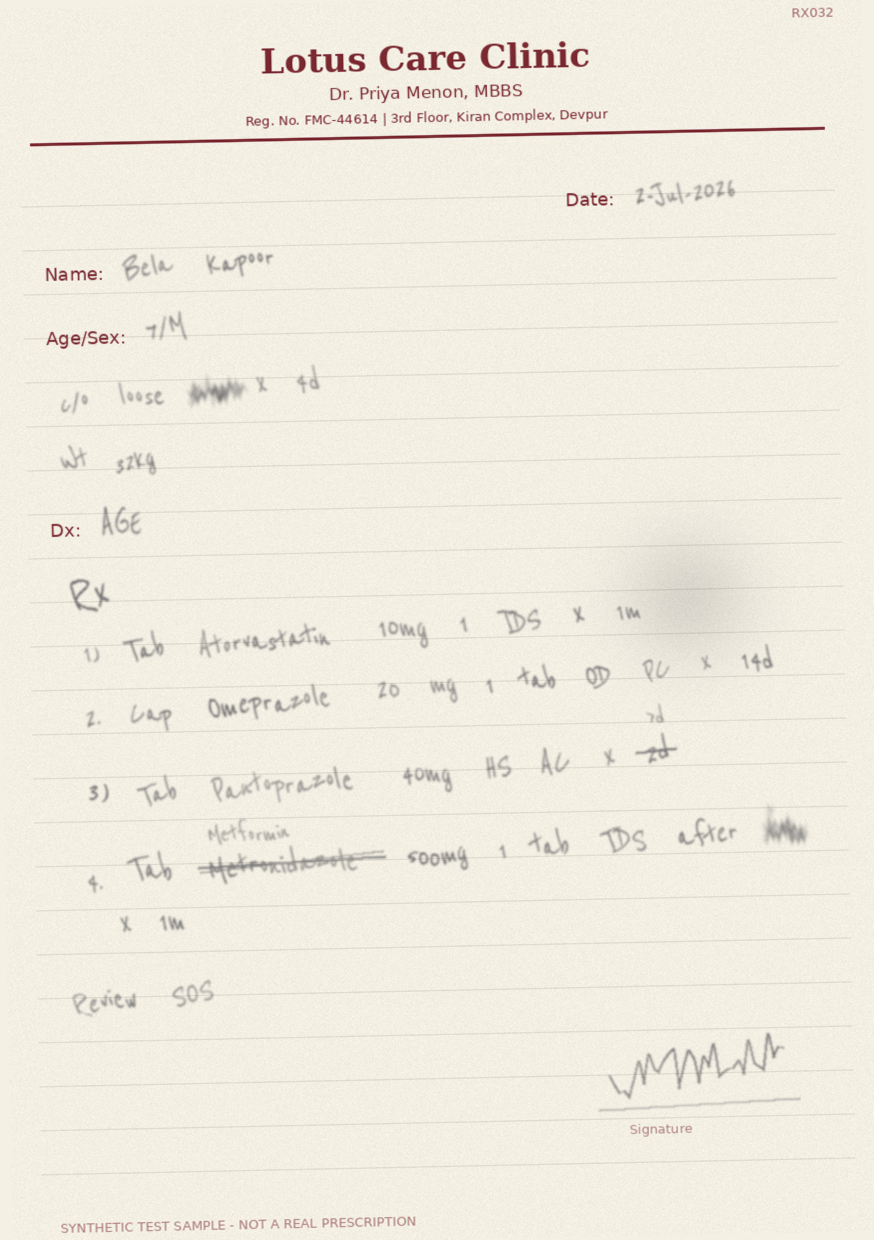 RX032
Lotus Care Clinic
Dr. Priya Menon, MBBS
Reg. No. FMC-44614 | 3rd Floor, Kiran Complex, Devpur
Date: 2-Jul-2026
Name: Bela Kapoor
Age/Sex: 7/M
c/o loose x 4d
Wt 32kg
Dx: AGE
Rx
1) Tab Atorvastatin 10mg 1 TDS x 1m
2. Cap Omeprazole 20 mg 1 tab OD PC x 14d
3) Tab Pantoprazole 40mg HS AC x 2d
Metformin
4. Tab Metronidazole 500mg 1 tab TDS after
x 1m
Review SOS
Signature
SYNTHETIC TEST SAMPLE - NOT A REAL PRESCRIPTION